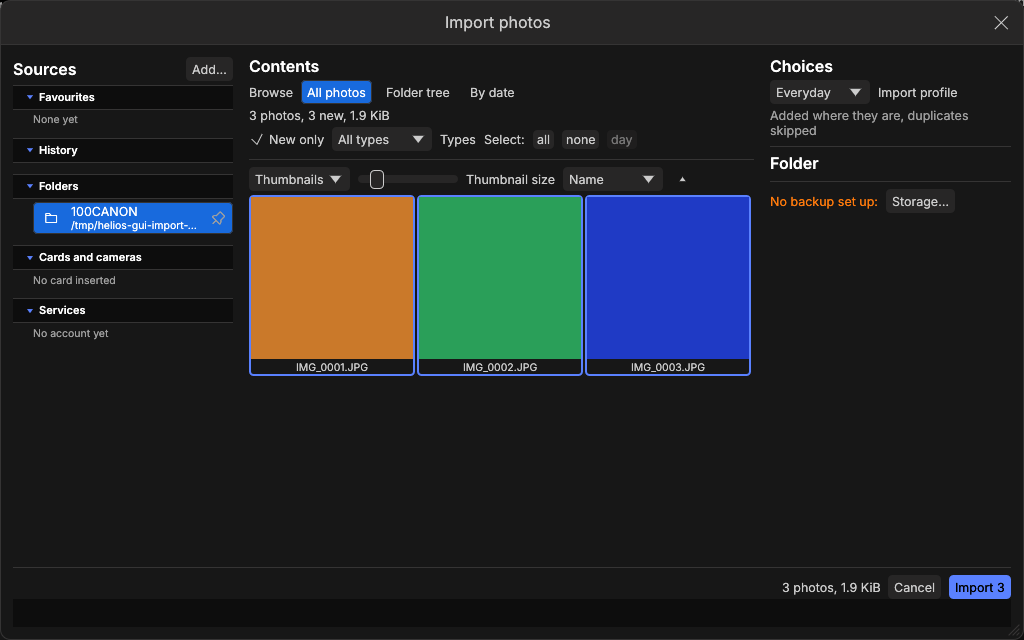 Import photos
Sources
Add...
Favourites
None yet
History
Folders
100CANON
/tmp/helios-gui-import-...
Cards and cameras
No card inserted
Services
No account yet
Contents
Browse All photos Folder tree By date
3 photos, 3 new, 1.9 KiB
New only All types Types Select: all none day
Thumbnails Thumbnail size Name
IMG_0001.JPG IMG_0002.JPG IMG_0003.JPG
Choices
Everyday Import profile
Added where they are, duplicates
skipped
Folder
No backup set up: Storage...
3 photos, 1.9 KiB Cancel Import 3